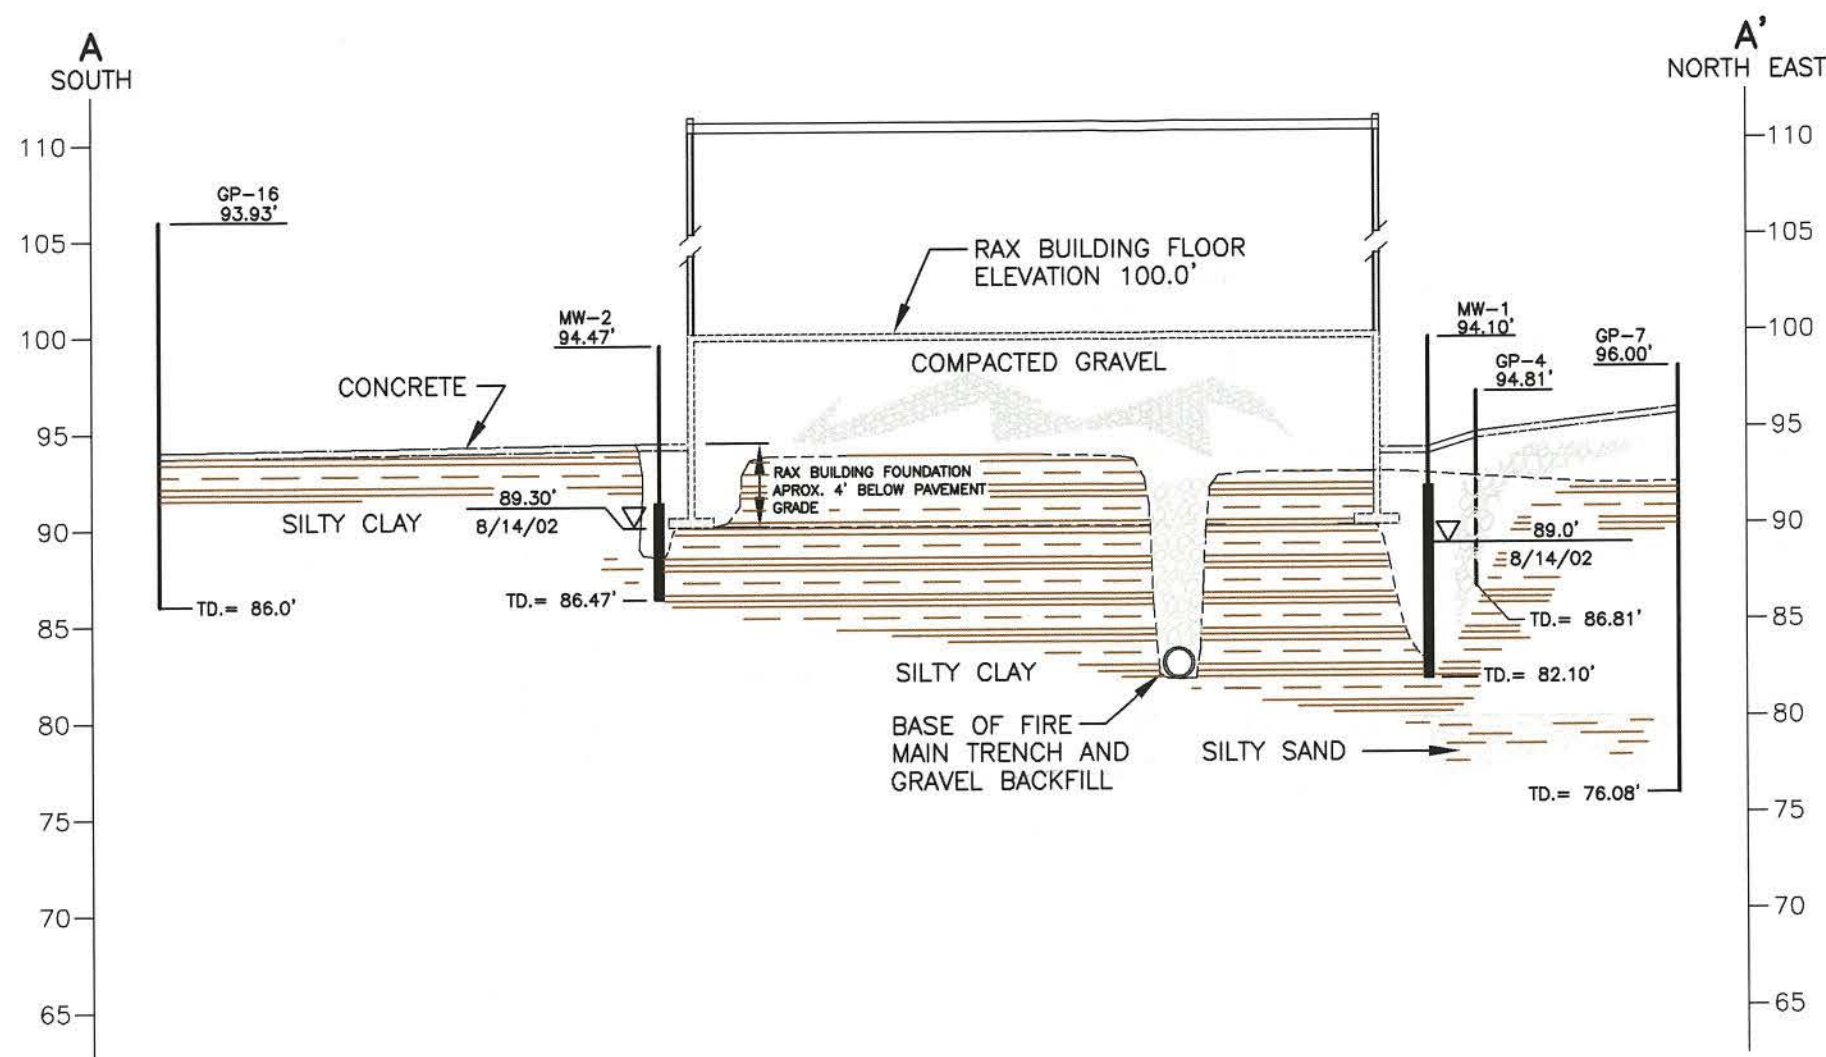 A
SOUTH
A'
NORTH EAST
110
105
100
95
90
85
80
75
70
65
110
105
100
95
90
85
80
75
70
65
GP-16
93.93'
TD.= 86.0'
CONCRETE
SILTY CLAY
MW-2
94.47'
89.30'
8/14/02
TD.= 86.47'
RAX BUILDING FLOOR
ELEVATION 100.0'
COMPACTED GRAVEL
RAX BUILDING FOUNDATION
APROX. 4' BELOW PAVEMENT
GRADE
SILTY CLAY
BASE OF FIRE
MAIN TRENCH AND
GRAVEL BACKFILL
SILTY SAND
MW-1
94.10'
GP-4
94.81'
GP-7
96.00'
89.0'
8/14/02
TD.= 86.81'
TD.= 82.10'
TD.= 76.08'